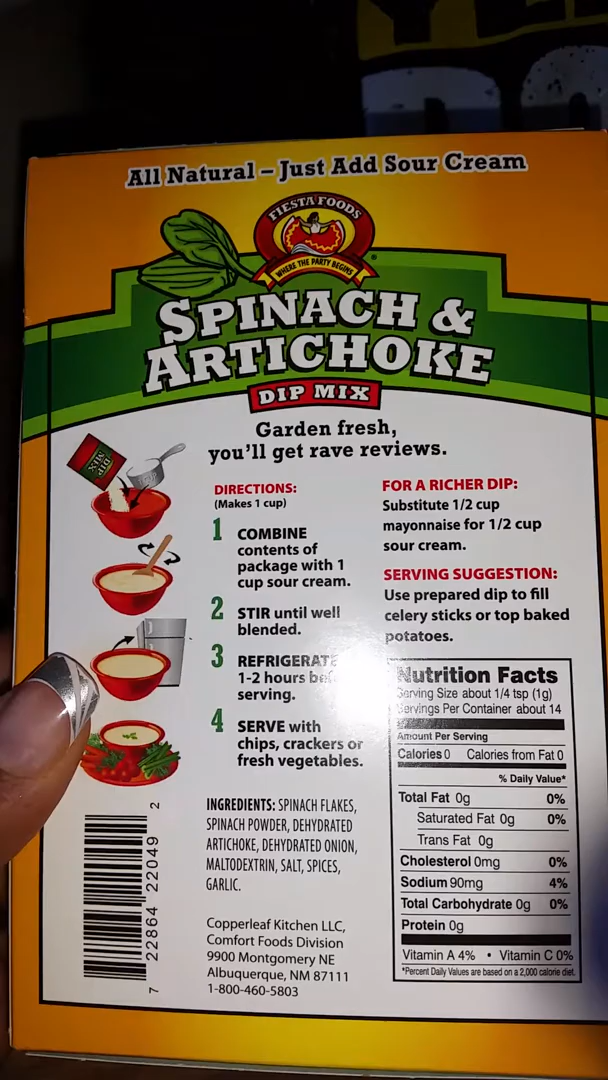 All Natural – Just Add Sour Cream
FIESTA FOODS
WHERE THE PARTY BEGINS
®
SPINACH &
ARTICHOKE
DIP MIX
Garden fresh,
you'll get rave reviews.
DIP
MIX
DIRECTIONS:
(Makes 1 cup)
1 COMBINE
contents of
package with 1
cup sour cream.
2 STIR until well
blended.
3 REFRIGERATE
1-2 hours
serving.
4 SERVE with
chips, crackers or
fresh vegetables.
FOR A RICHER DIP:
Substitute 1/2 cup
mayonnaise for 1/2 cup
sour cream.
SERVING SUGGESTION:
Use prepared dip to fill
celery sticks or top baked
potatoes.
Nutrition Facts
Serving Size about 1/4 tsp (1g)
Servings Per Container about 14
Amount Per Serving
Calories 0 Calories from Fat 0
% Daily Value*
Total Fat 0g 0%
Saturated Fat 0g 0%
Trans Fat 0g
Cholesterol 0mg 0%
Sodium 90mg 4%
Total Carbohydrate 0g 0%
Protein 0g
Vitamin A 4% • Vitamin C 0%
*Percent Daily Values are based on a 2,000 calorie diet.
INGREDIENTS: SPINACH FLAKES,
SPINACH POWDER, DEHYDRATED
ARTICHOKE, DEHYDRATED ONION,
MALTODEXTRIN, SALT, SPICES,
GARLIC.
Copperleaf Kitchen LLC,
Comfort Foods Division
9900 Montgomery NE
Albuquerque, NM 87111
1-800-460-5803
7 22864 22049 2